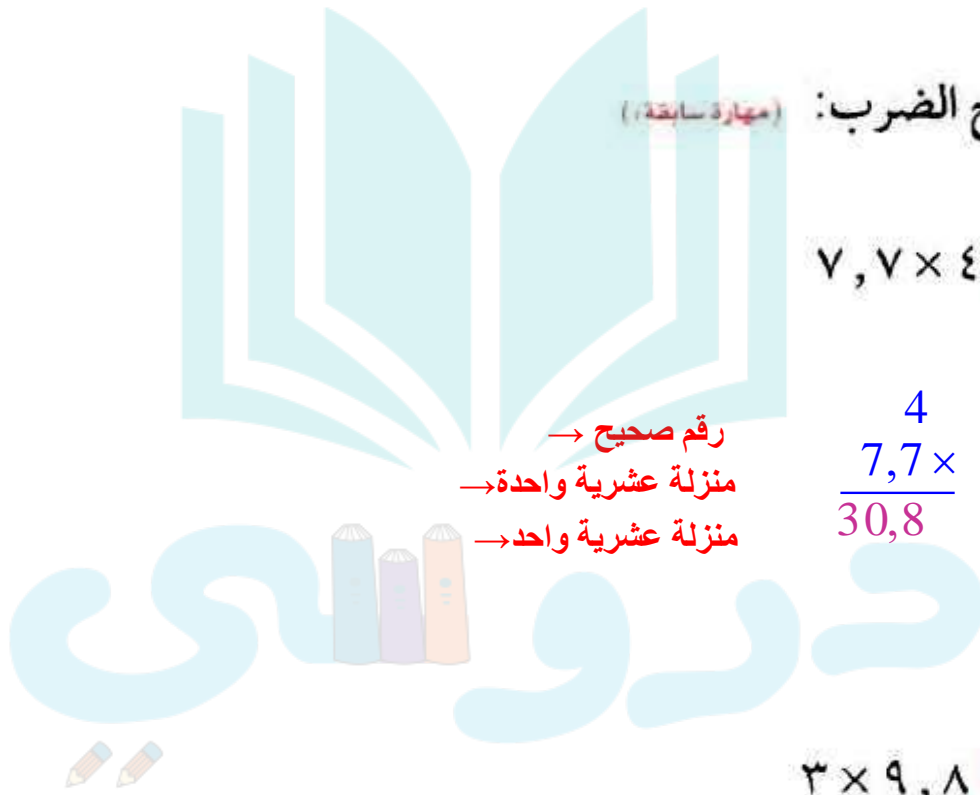 الضرب: (مهارة سابقة)
٧,٧ × ٤
4
7,7 ×
30,8
رقم صحيح →
منزلة عشرية واحدة→
منزلة عشرية واحد→
دروسي
٣ × ٩,٨